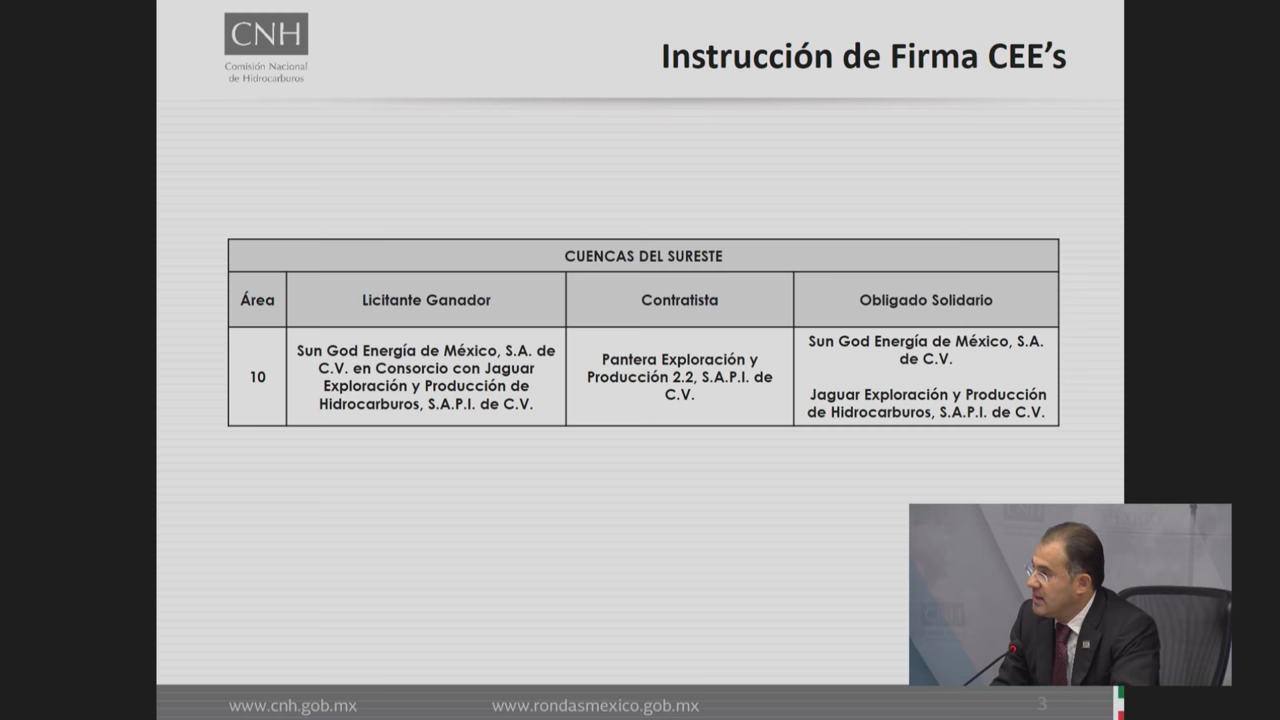 CNH
Comisión Nacional
de Hidrocarburos
Instrucción de Firma CEE's
CUENCAS DEL SURESTE
Área
Licitante Ganador
Contratista
Obligado Solidario
10
Sun God Energía de México, S.A. de
C.V. en Consorcio con Jaguar
Exploración y Producción de
Hidrocarburos, S.A.P.I. de C.V.
Pantera Exploración y
Producción 2.2, S.A.P.I. de
C.V.
Sun God Energía de México, S.A.
de C.V.
Jaguar Exploración y Producción
de Hidrocarburos, S.A.P.I. de C.V.
CNH
www.cnh.gob.mx
www.rondasmexico.gob.mx
3